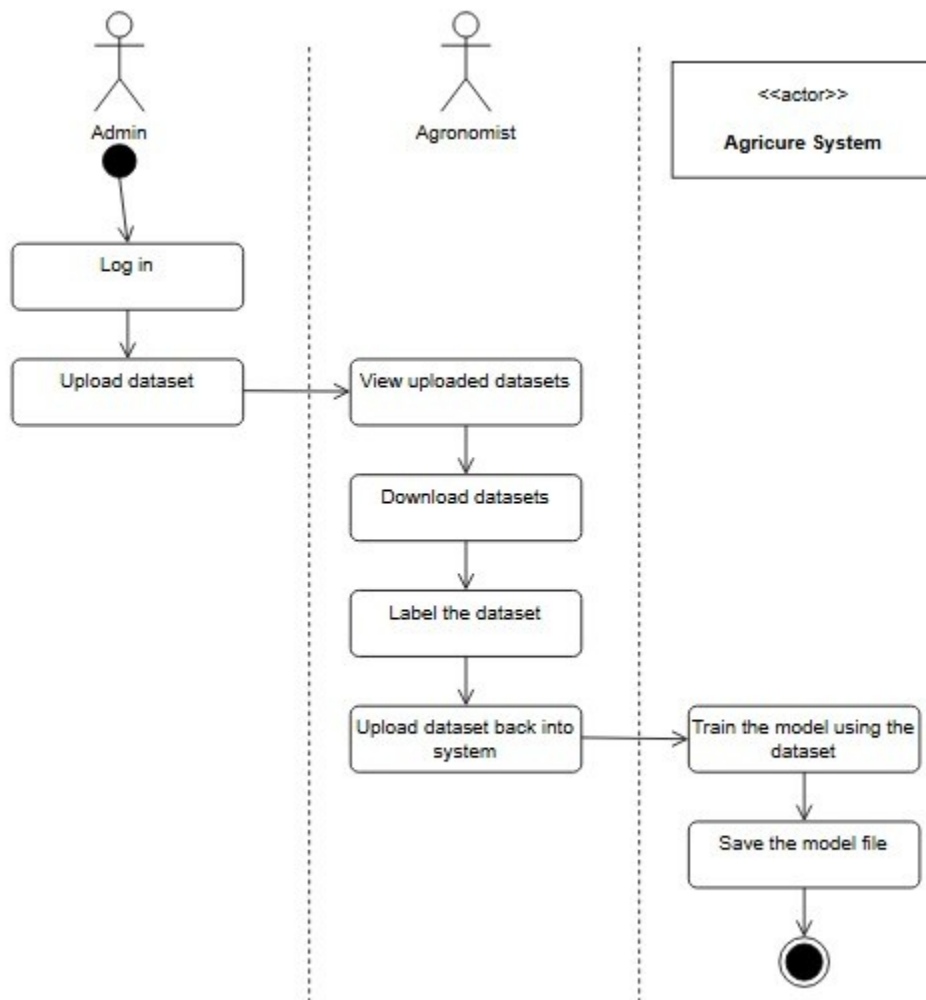 Admin
Agronomist
<<actor>>
Agricure System
Log in
Upload dataset
View uploaded datasets
Download datasets
Label the dataset
Upload dataset back into
system
Train the model using the
dataset
Save the model file